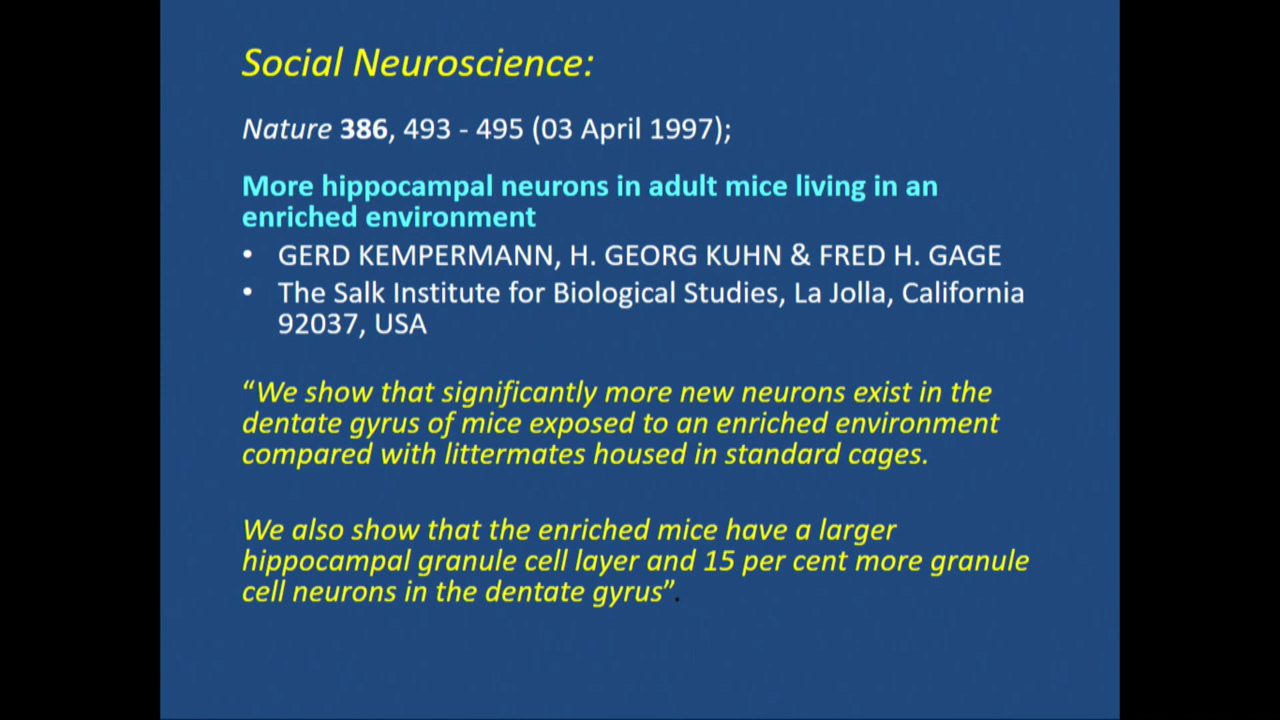 Social Neuroscience:
Nature 386, 493 - 495 (03 April 1997);
More hippocampal neurons in adult mice living in an
enriched environment
• GERD KEMPERMANN, H. GEORG KUHN & FRED H. GAGE
• The Salk Institute for Biological Studies, La Jolla, California
92037, USA
“We show that significantly more new neurons exist in the
dentate gyrus of mice exposed to an enriched environment
compared with littermates housed in standard cages.
We also show that the enriched mice have a larger
hippocampal granule cell layer and 15 per cent more granule
cell neurons in the dentate gyrus”.